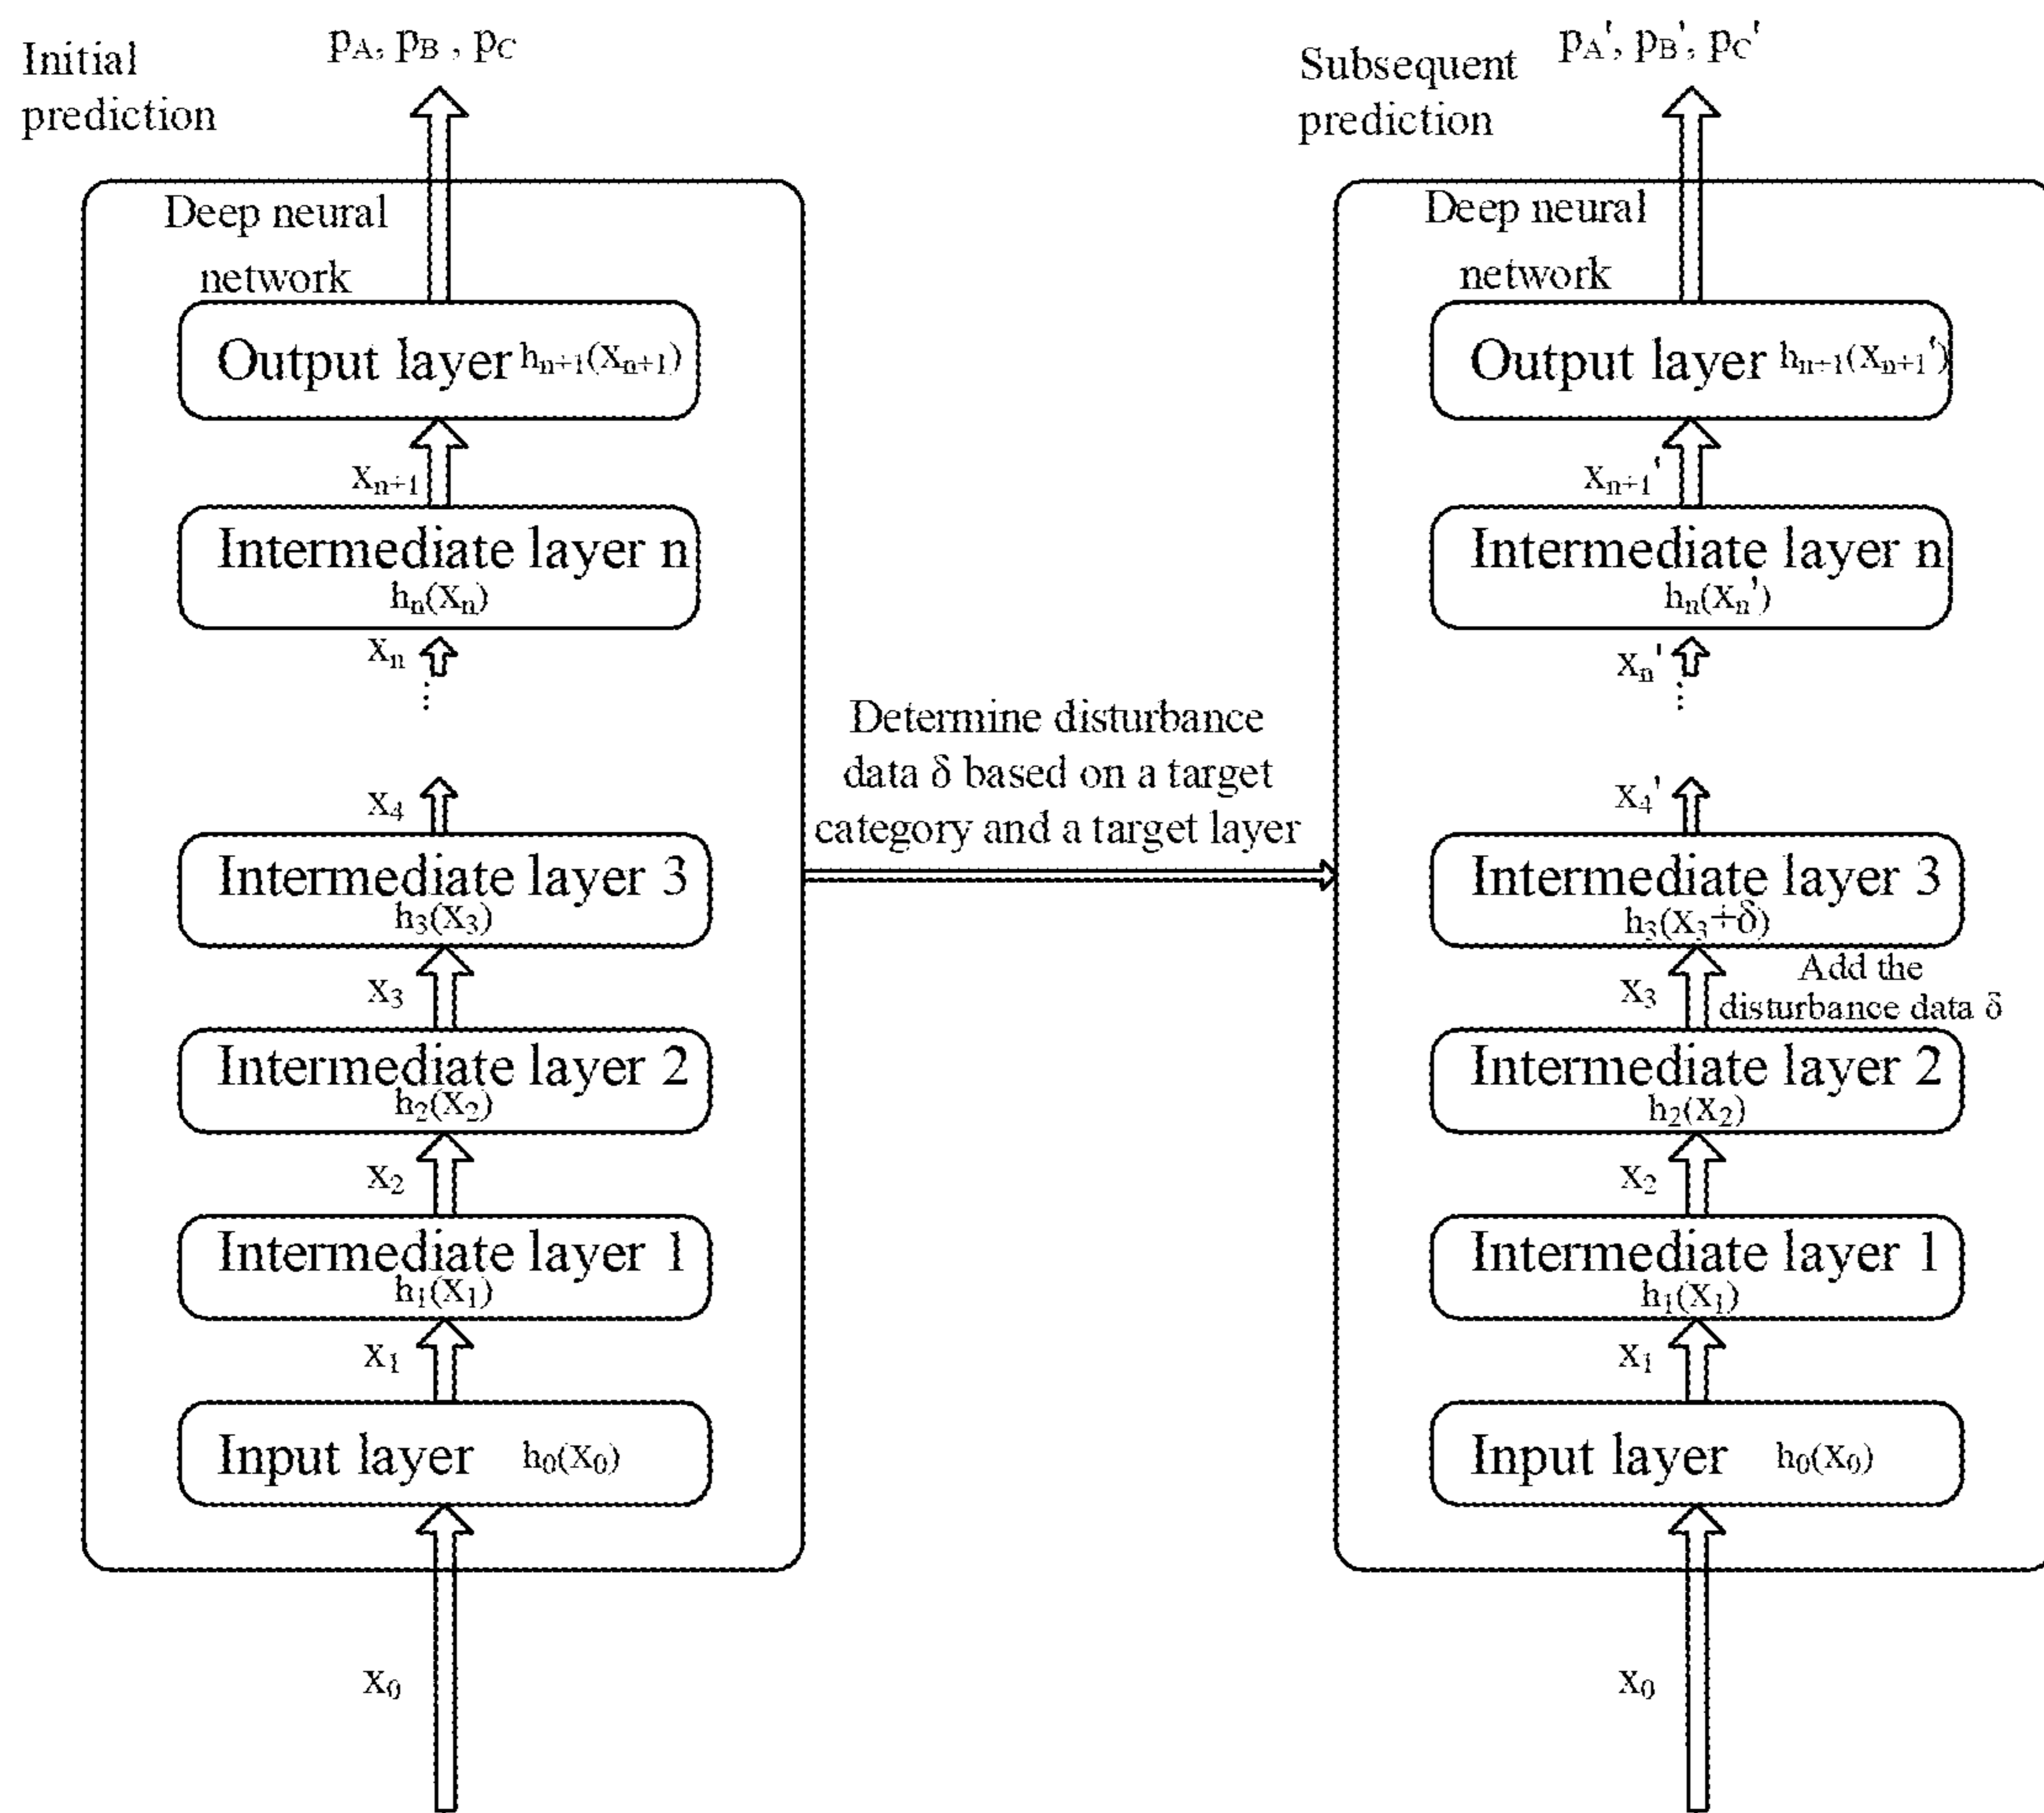 Initial
prediction
pA, pB , pC
Deep neural
network
Output layer hn+1(xn+1)
xn+1
Intermediate layer n
hn(xn)
xn
...
x4
Intermediate layer 3
h3(x3)
x3
Intermediate layer 2
h2(x2)
x2
Intermediate layer 1
h1(x1)
x1
Input layer h0(x0)
x0
Determine disturbance
data δ based on a target
category and a target layer
Subsequent
prediction
pA', pB', pC'
Deep neural
network
Output layer hn+1(xn+1')
xn+1'
Intermediate layer n
hn(xn')
xn'
...
x4'
Intermediate layer 3
h3(x3+δ)
x3
Add the
disturbance data δ
Intermediate layer 2
h2(x2)
x2
Intermediate layer 1
h1(x1)
x1
Input layer h0(x0)
x0